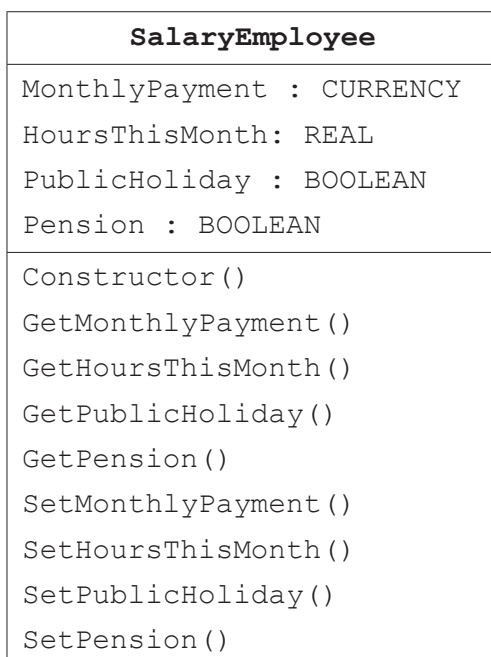 SalaryEmployee
MonthlyPayment : CURRENCY
HoursThisMonth: REAL
PublicHoliday : BOOLEAN
Pension : BOOLEAN
Constructor()
GetMonthlyPayment()
GetHoursThisMonth()
GetPublicHoliday()
GetPension()
SetMonthlyPayment()
SetHoursThisMonth()
SetPublicHoliday()
SetPension()